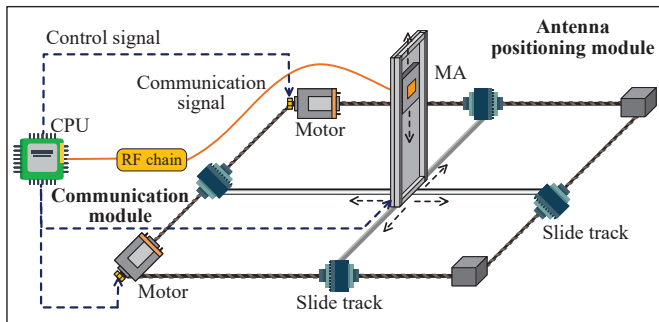 Control signal
Antenna
positioning module
MA
Communication
signal
CPU
Motor
RF chain
Communication
module
Slide track
Motor
Slide track